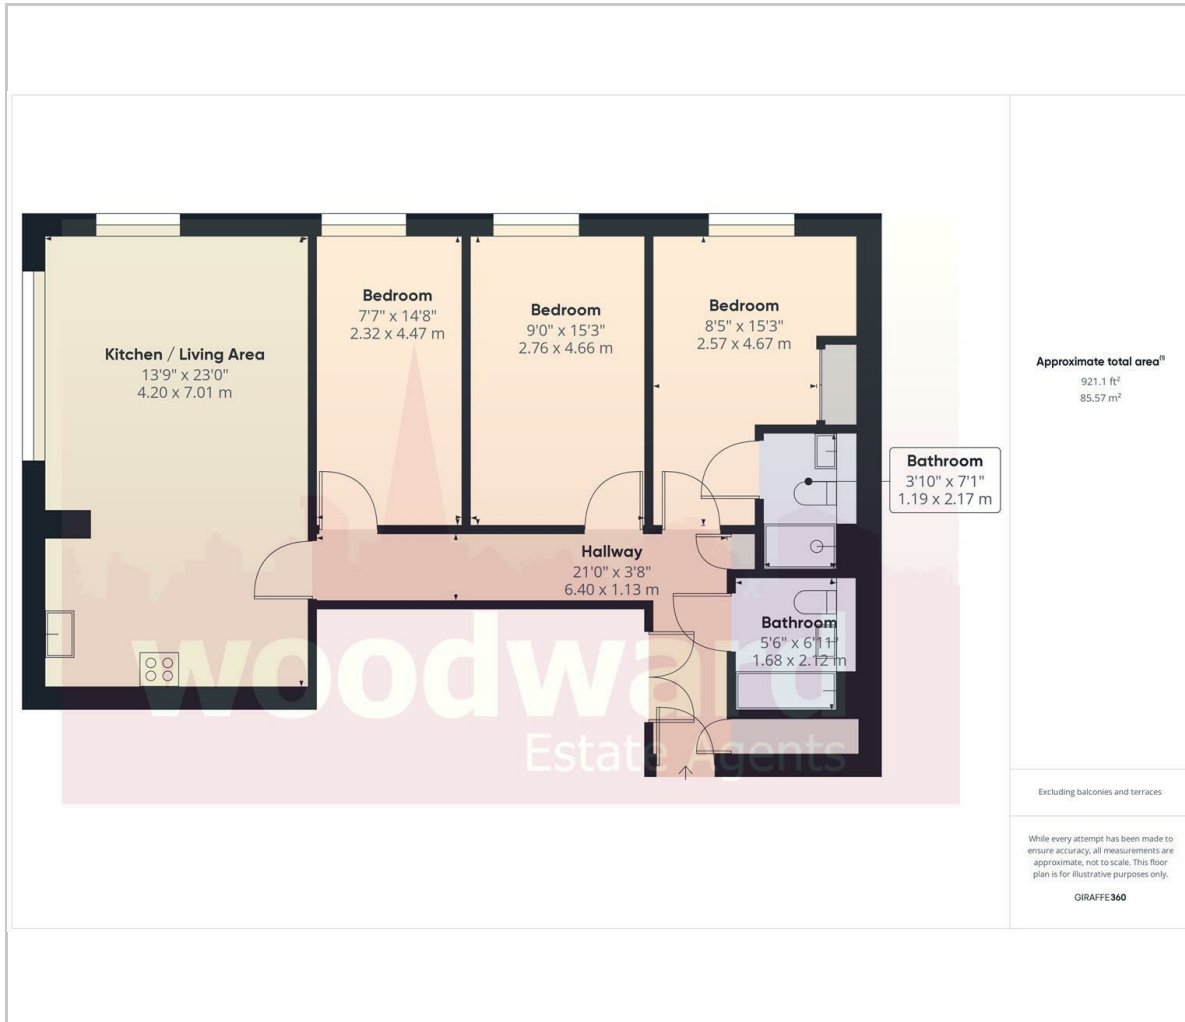 Kitchen / Living Area
13'9" x 23'0"
4.20 x 7.01 m
Bedroom
7'7" x 14'8"
2.32 x 4.47 m
Bedroom
9'0" x 15'3"
2.76 x 4.66 m
Bedroom
8'5" x 15'3"
2.57 x 4.67 m
Bathroom
3'10" x 7'1"
1.19 x 2.17 m
Hallway
21'0" x 3'8"
6.40 x 1.13 m
Bathroom
5'6" x 6'11"
1.68 x 2.12 m
woodward
Estate Agents
Approximate total area(1)
921.1 ft²
85.57 m²
Excluding balconies and terraces
While every attempt has been made to
ensure accuracy, all measurements are
approximate, not to scale. This floor
plan is for illustrative purposes only.
GIRAFFE360